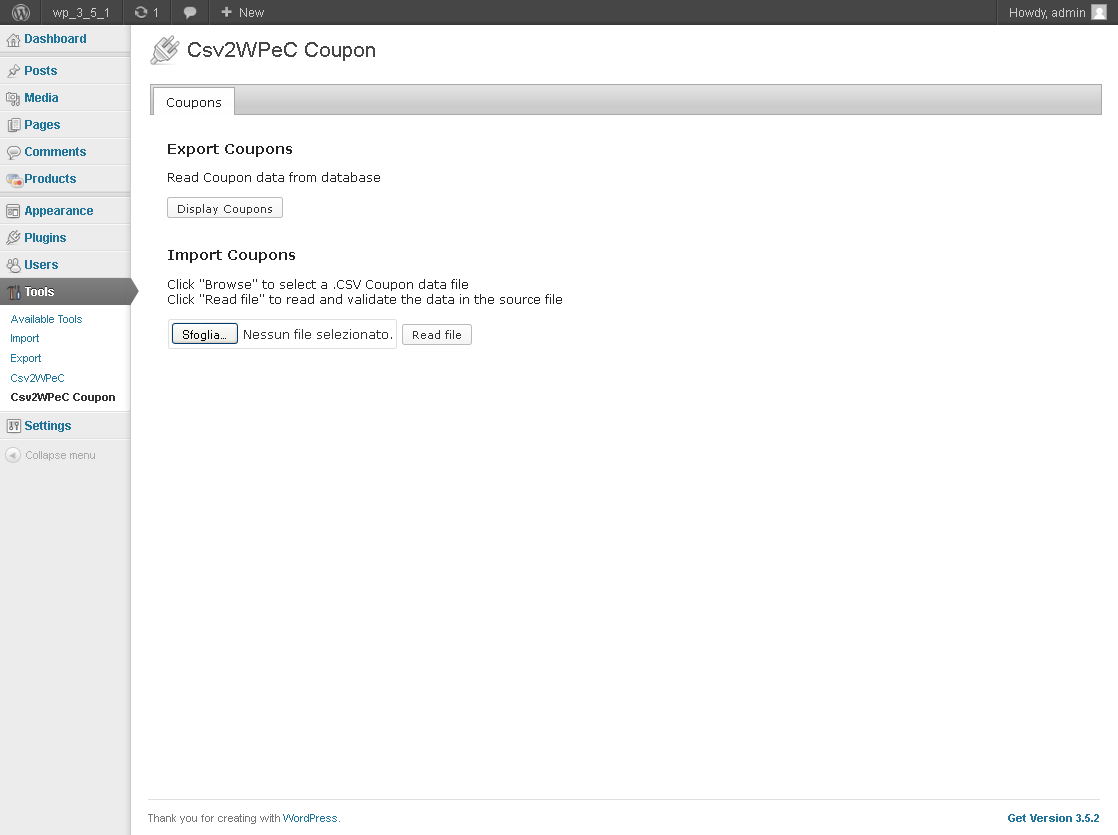 wp_3_5_1 1 New Howdy, admin
Dashboard
Posts
Media
Pages
Comments
Products
Appearance
Plugins
Users
Tools
Available Tools
Import
Export
Csv2WPeC
Csv2WPeC Coupon
Settings
Collapse menu
Csv2WPeC Coupon
Coupons
Export Coupons
Read Coupon data from database
Display Coupons
Import Coupons
Click "Browse" to select a .CSV Coupon data file
Click "Read file" to read and validate the data in the source file
Sfoglia... Nessun file selezionato. Read file
Thank you for creating with WordPress. Get Version 3.5.2